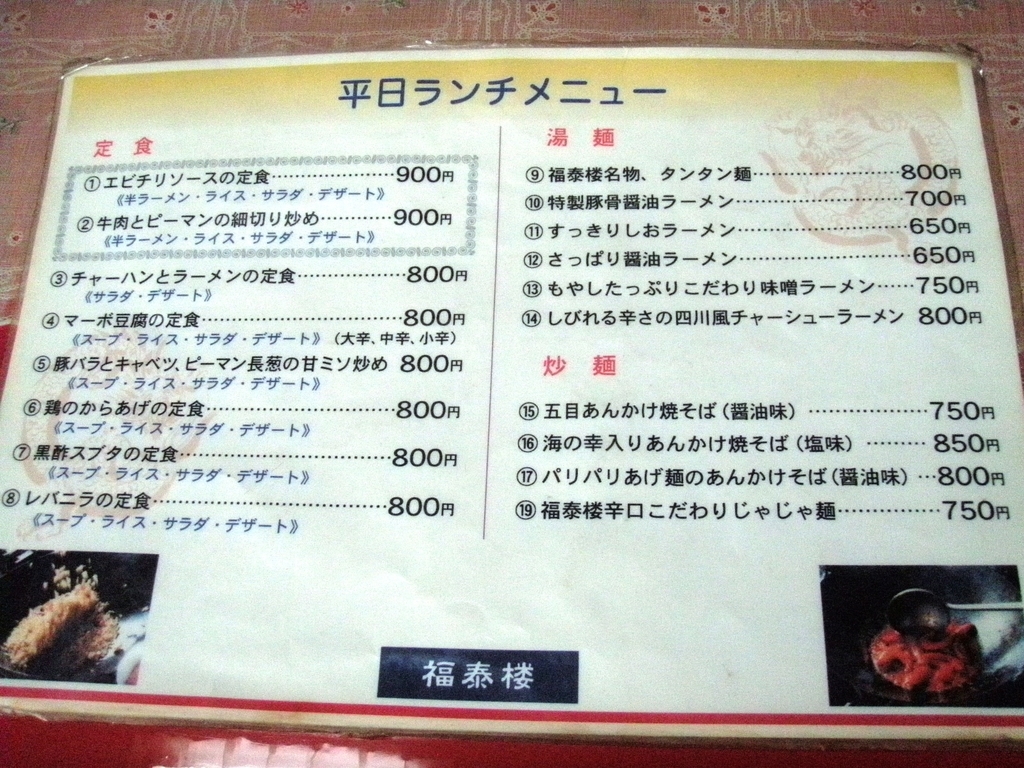 平日ランチメニュー
定食
①エビチリソースの定食……………900円
《半ラーメン・ライス・サラダ・デザート》
②牛肉とピーマンの細切り炒め…………900円
《半ラーメン・ライス・サラダ・デザート》
③チャーハンとラーメンの定食……………800円
《サラダ・デザート》
④マーボ豆腐の定食…………………………800円
《スープ・ライス・サラダ・デザート》(大辛、中辛、小辛)
⑤豚バラとキャベツ、ピーマン長葱の甘ミソ炒め 800円
《スープ・ライス・サラダ・デザート》
⑥鶏のからあげの定食………………………800円
《スープ・ライス・サラダ・デザート》
⑦黒酢スブタの定食…………………………800円
《スープ・ライス・サラダ・デザート》
⑧レバニラの定食……………………………800円
《スープ・ライス・サラダ・デザート》
湯麺
⑨福泰楼名物、タンタン麺…………………800円
⑩特製豚骨醤油ラーメン……………………700円
⑪すっきりしおラーメン……………………650円
⑫さっぱり醤油ラーメン……………………650円
⑬もやしたっぷりこだわり味噌ラーメン……750円
⑭しびれる辛さの四川風チャーシューラーメン 800円
炒麺
⑮五目あんかけ焼そば(醤油味) ……………750円
⑯海の幸入りあんかけ焼そば(塩味) ………850円
⑰パリパリあげ麺のあんかけそば(醤油味) …800円
⑲福泰楼辛口こだわりじゃじゃ麺……………750円
福泰楼